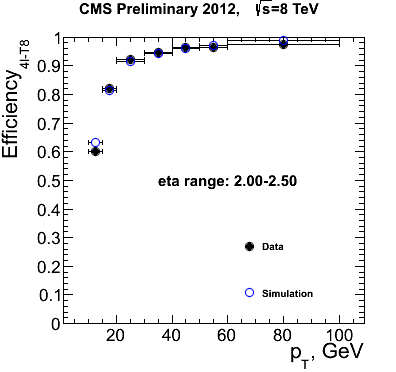 CMS Preliminary 2012, √s=8 TeV
Efficiency4l-T8
1
0.9
0.8
0.7
0.6
0.5
0.4
0.3
0.2
0.1
0
eta range: 2.00-2.50
Data
Simulation
20 40 60 80 100
pT, GeV